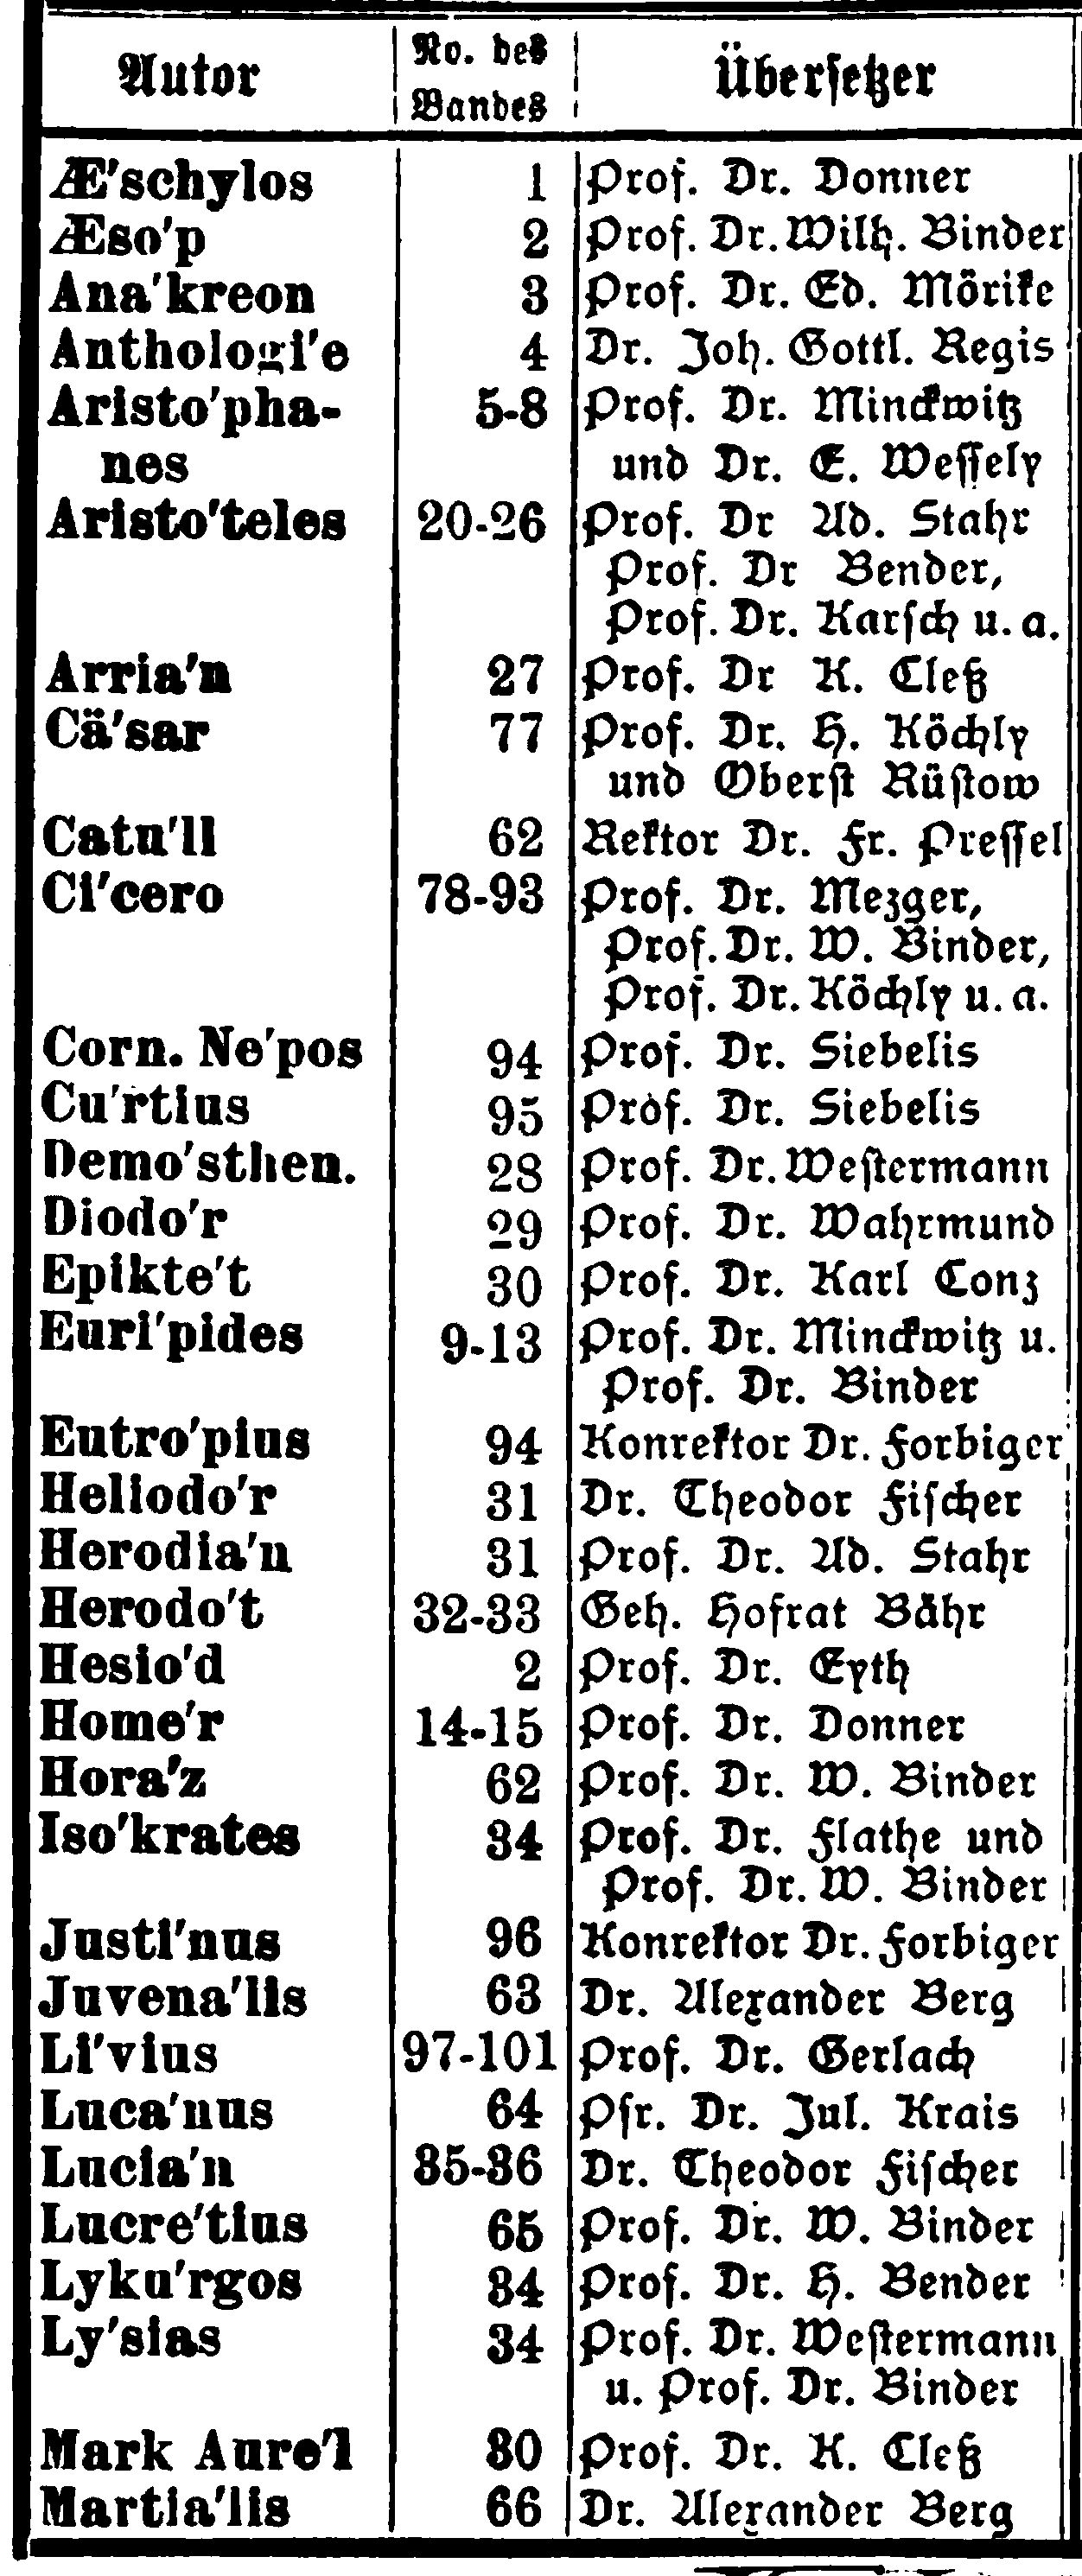 Autor No. des Bandes Übersetzer
Æ'schylos 1 Prof. Dr. Donner
Æso'p 2 Prof. Dr. Wilh. Binder
Ana'kreon 3 Prof. Dr. Ed. Mörike
Anthologi'e 4 Dr. Joh. Gottl. Regis
Aristo'pha- 5-8 Prof. Dr. Minckwitz
nes und Dr. E. Wessely
Aristo'teles 20-26 Prof. Dr Ad. Stahr
Prof. Dr Bender,
Prof. Dr. Karsch u. a.
Arria'n 27 Prof. Dr K. Cleß
Cä'sar 77 Prof. Dr. H. Köchly
und Oberst Rüstow
Catu'll 62 Rektor Dr. Fr. Pressel
Ci'cero 78-93 Prof. Dr. Mezger,
Prof. Dr. W. Binder,
Prof. Dr. Köchly u. a.
Corn. Ne'pos 94 Prof. Dr. Siebelis
Cu'rtius 95 Prof. Dr. Siebelis
Demo'sthen. 28 Prof. Dr. Westermann
Diodo'r 29 Prof. Dr. Wahrmund
Epikte't 30 Prof. Dr. Karl Conz
Euri'pides 9-13 Prof. Dr. Minckwitz u.
Prof. Dr. Binder
Eutro'pius 94 Konrektor Dr. Forbiger
Heliodo'r 31 Dr. Theodor Fischer
Herodia'n 31 Prof. Dr. Ad. Stahr
Herodo't 32-33 Geh. Hofrat Bähr
Hesio'd 2 Prof. Dr. Eyth
Home'r 14-15 Prof. Dr. Donner
Hora'z 62 Prof. Dr. W. Binder
Iso'krates 34 Prof. Dr. Flathe und
Prof. Dr. W. Binder
Justi'nus 96 Konrektor Dr. Forbiger
Juvena'lis 63 Dr. Alexander Berg
Li'vius 97-101 Prof. Dr. Gerlach
Luca'nus 64 Pfr. Dr. Jul. Krais
Lucia'n 35-36 Dr. Theodor Fischer
Lucre'tius 65 Prof. Dr. W. Binder
Lyku'rgos 34 Prof. Dr. H. Bender
Ly'sias 34 Prof. Dr. Westermann
u. Prof. Dr. Binder
Mark Aure'l 30 Prof. Dr. K. Cleß
Martia'lis 66 Dr. Alexander Berg